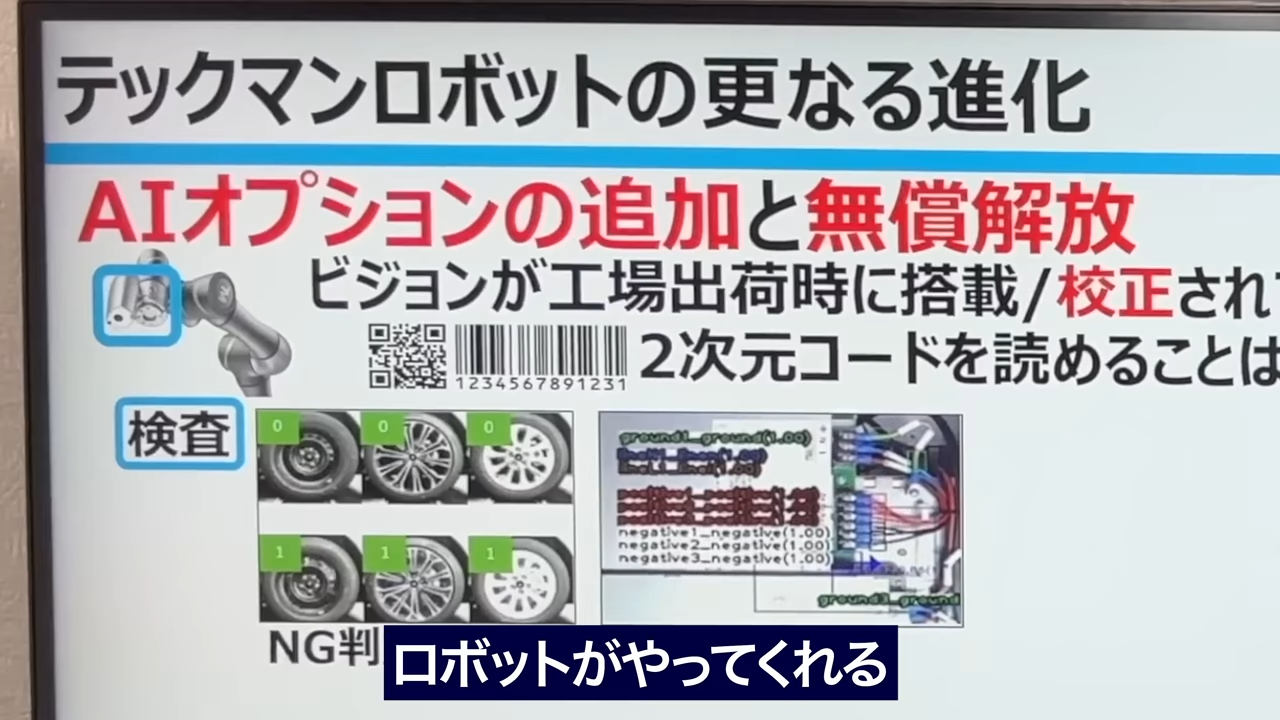 テックマンロボットの更なる進化
AIオプションの追加と無償解放
ビジョンが工場出荷時に搭載/校正され
1234567891231
2次元コードを読めることは
検査
0
0
0
1
1
1
ground1_ground(1.00)
negative1_negative(1.00)
negative2_negative(1.00)
negative3_negative(1.00)
ground3_ground
NG判
ロボットがやってくれる